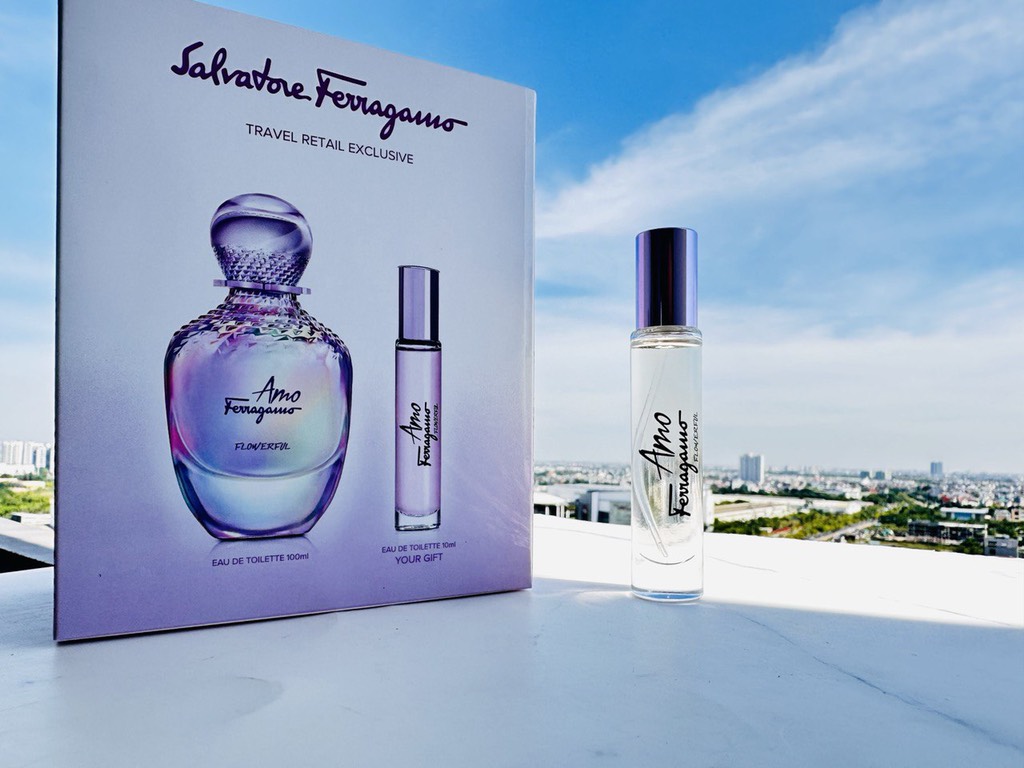 Salvatore Ferragamo
TRAVEL RETAIL EXCLUSIVE
Amo
Ferragamo
FLOWERFUL
Amo
Ferragamo
FLOWERFUL
EAU DE TOILETTE 100ml
EAU DE TOILETTE 10ml
YOUR GIFT
Amo
Ferragamo
FLOWERFUL